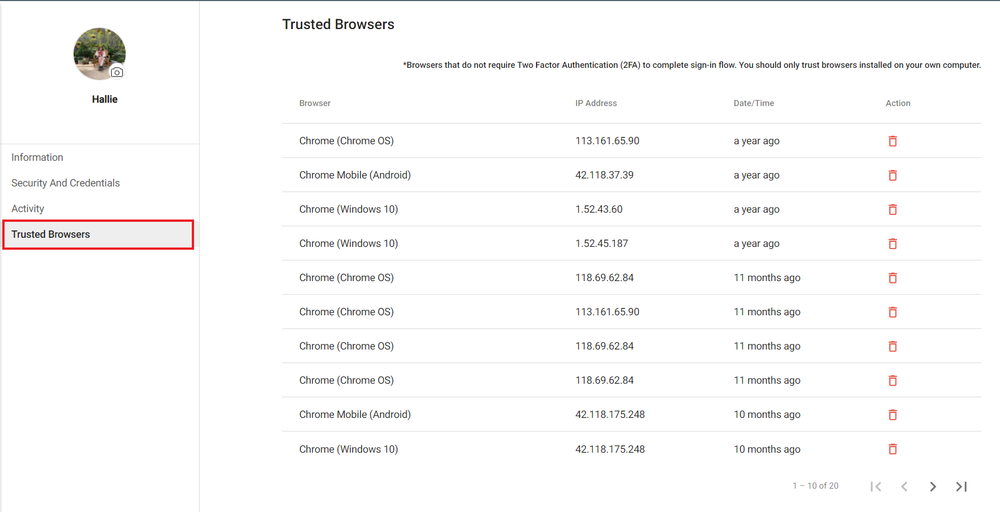 Hallie
Information
Security And Credentials
Activity
Trusted Browsers
Trusted Browsers
*Browsers that do not require Two Factor Authentication (2FA) to complete sign-in flow. You should only trust browsers installed on your own computer.
Browser IP Address Date/Time Action
Chrome (Chrome OS) 113.161.65.90 a year ago
Chrome Mobile (Android) 42.118.37.39 a year ago
Chrome (Windows 10) 1.52.43.60 a year ago
Chrome (Windows 10) 1.52.45.187 a year ago
Chrome (Chrome OS) 118.69.62.84 11 months ago
Chrome (Chrome OS) 113.161.65.90 11 months ago
Chrome (Chrome OS) 118.69.62.84 11 months ago
Chrome (Chrome OS) 118.69.62.84 11 months ago
Chrome Mobile (Android) 42.118.175.248 10 months ago
Chrome (Windows 10) 42.118.175.248 10 months ago
1 – 10 of 20